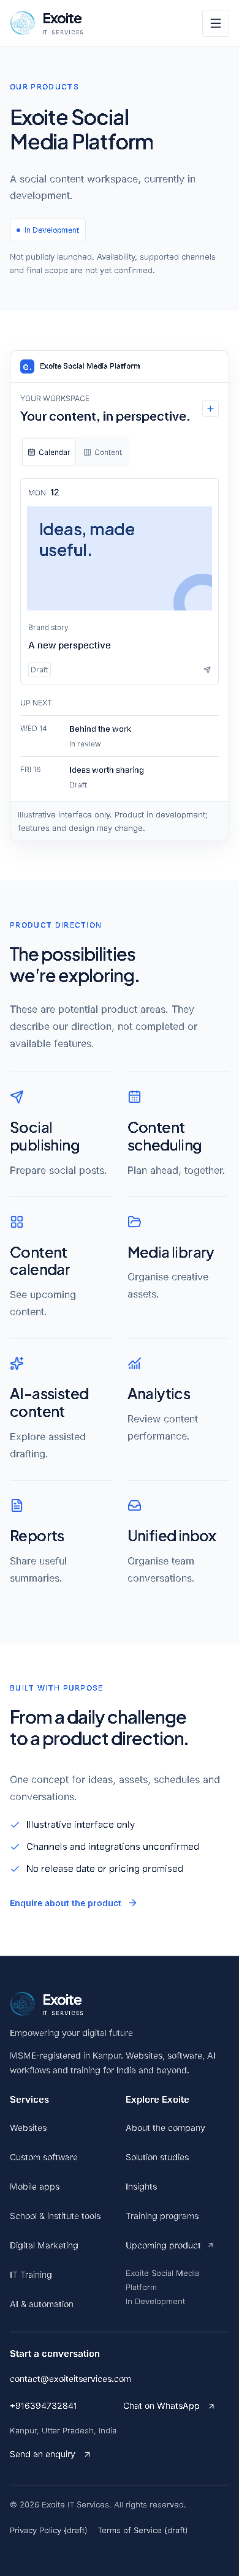 Exoite
IT SERVICES
OUR PRODUCTS
Exoite Social
Media Platform
A social content workspace, currently in
development.
In Development
Not publicly launched. Availability, supported channels
and final scope are not yet confirmed.
e. Exoite Social Media Platform
YOUR WORKSPACE
Your content, in perspective.
Calendar Content
MON 12
Ideas, made
useful.
Brand story
A new perspective
Draft
UP NEXT
WED 14 Behind the work
In review
FRI 16 Ideas worth sharing
Draft
Illustrative interface only. Product in development;
features and design may change.
PRODUCT DIRECTION
The possibilities
we're exploring.
These are potential product areas. They
describe our direction, not completed or
available features.
Social
publishing
Prepare social posts.
Content
scheduling
Plan ahead, together.
Content
calendar
See upcoming
content.
Media library
Organise creative
assets.
AI-assisted
content
Explore assisted
drafting.
Analytics
Review content
performance.
Reports
Share useful
summaries.
Unified inbox
Organise team
conversations.
BUILT WITH PURPOSE
From a daily challenge
to a product direction.
One concept for ideas, assets, schedules and
conversations.
Illustrative interface only
Channels and integrations unconfirmed
No release date or pricing promised
Enquire about the product
Exoite
IT SERVICES
Empowering your digital future
MSME-registered in Kanpur. Websites, software, AI
workflows and training for India and beyond.
Services
Websites
Custom software
Mobile apps
School & institute tools
Digital Marketing
IT Training
AI & automation
Explore Exoite
About the company
Solution studies
Insights
Training programs
Upcoming product
Exoite Social Media
Platform
In Development
Start a conversation
contact@exoiteitservices.com
+916394732841 Chat on WhatsApp
Kanpur, Uttar Pradesh, India
Send an enquiry
© 2026 Exoite IT Services. All rights reserved.
Privacy Policy (draft) Terms of Service (draft)